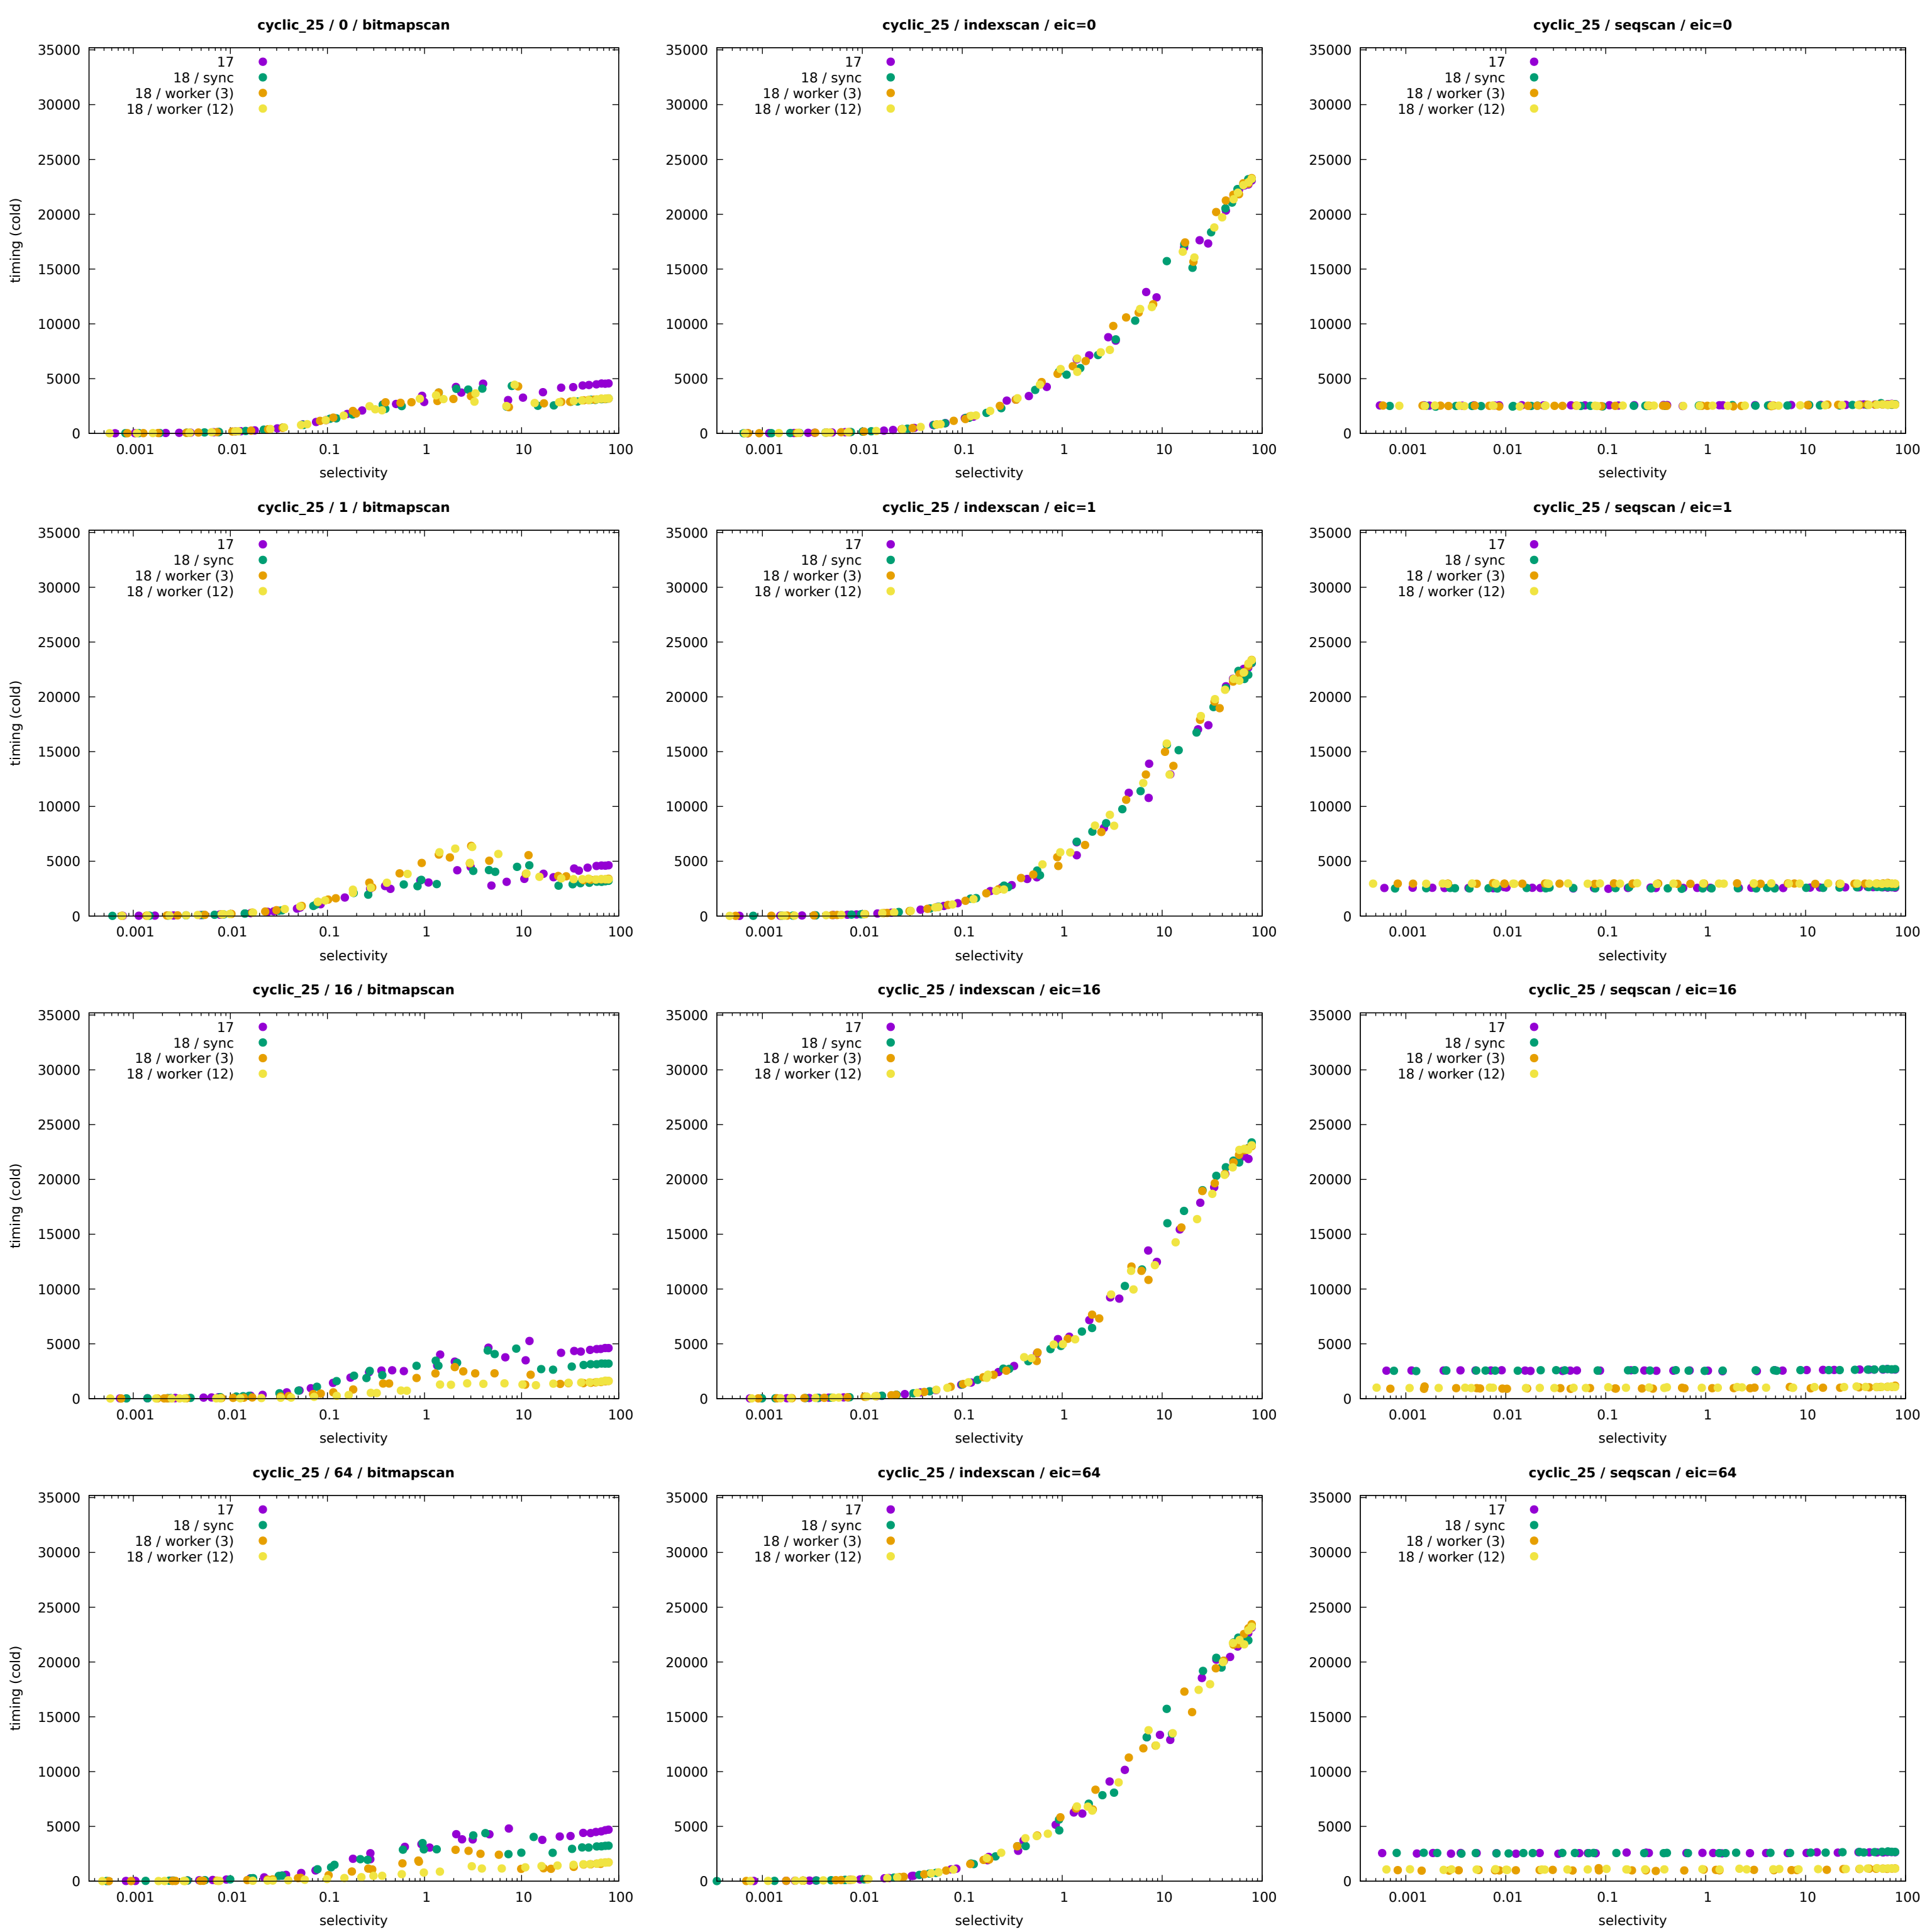 cyclic_25 / 0 / bitmapscan
35000
30000
25000
20000
15000
10000
5000
0
timing (cold)
17
18 / sync
18 / worker (3)
18 / worker (12)
0.001 0.01 0.1 1 10 100
selectivity
cyclic_25 / indexscan / eic=0
35000
30000
25000
20000
15000
10000
5000
0
17
18 / sync
18 / worker (3)
18 / worker (12)
0.001 0.01 0.1 1 10 100
selectivity
cyclic_25 / seqscan / eic=0
35000
30000
25000
20000
15000
10000
5000
0
17
18 / sync
18 / worker (3)
18 / worker (12)
0.001 0.01 0.1 1 10 100
selectivity
cyclic_25 / 1 / bitmapscan
35000
30000
25000
20000
15000
10000
5000
0
timing (cold)
17
18 / sync
18 / worker (3)
18 / worker (12)
0.001 0.01 0.1 1 10 100
selectivity
cyclic_25 / indexscan / eic=1
35000
30000
25000
20000
15000
10000
5000
0
17
18 / sync
18 / worker (3)
18 / worker (12)
0.001 0.01 0.1 1 10 100
selectivity
cyclic_25 / seqscan / eic=1
35000
30000
25000
20000
15000
10000
5000
0
17
18 / sync
18 / worker (3)
18 / worker (12)
0.001 0.01 0.1 1 10 100
selectivity
cyclic_25 / 16 / bitmapscan
35000
30000
25000
20000
15000
10000
5000
0
timing (cold)
17
18 / sync
18 / worker (3)
18 / worker (12)
0.001 0.01 0.1 1 10 100
selectivity
cyclic_25 / indexscan / eic=16
35000
30000
25000
20000
15000
10000
5000
0
17
18 / sync
18 / worker (3)
18 / worker (12)
0.001 0.01 0.1 1 10 100
selectivity
cyclic_25 / seqscan / eic=16
35000
30000
25000
20000
15000
10000
5000
0
17
18 / sync
18 / worker (3)
18 / worker (12)
0.001 0.01 0.1 1 10 100
selectivity
cyclic_25 / 64 / bitmapscan
35000
30000
25000
20000
15000
10000
5000
0
timing (cold)
17
18 / sync
18 / worker (3)
18 / worker (12)
0.001 0.01 0.1 1 10 100
selectivity
cyclic_25 / indexscan / eic=64
35000
30000
25000
20000
15000
10000
5000
0
17
18 / sync
18 / worker (3)
18 / worker (12)
0.001 0.01 0.1 1 10 100
selectivity
cyclic_25 / seqscan / eic=64
35000
30000
25000
20000
15000
10000
5000
0
17
18 / sync
18 / worker (3)
18 / worker (12)
0.001 0.01 0.1 1 10 100
selectivity